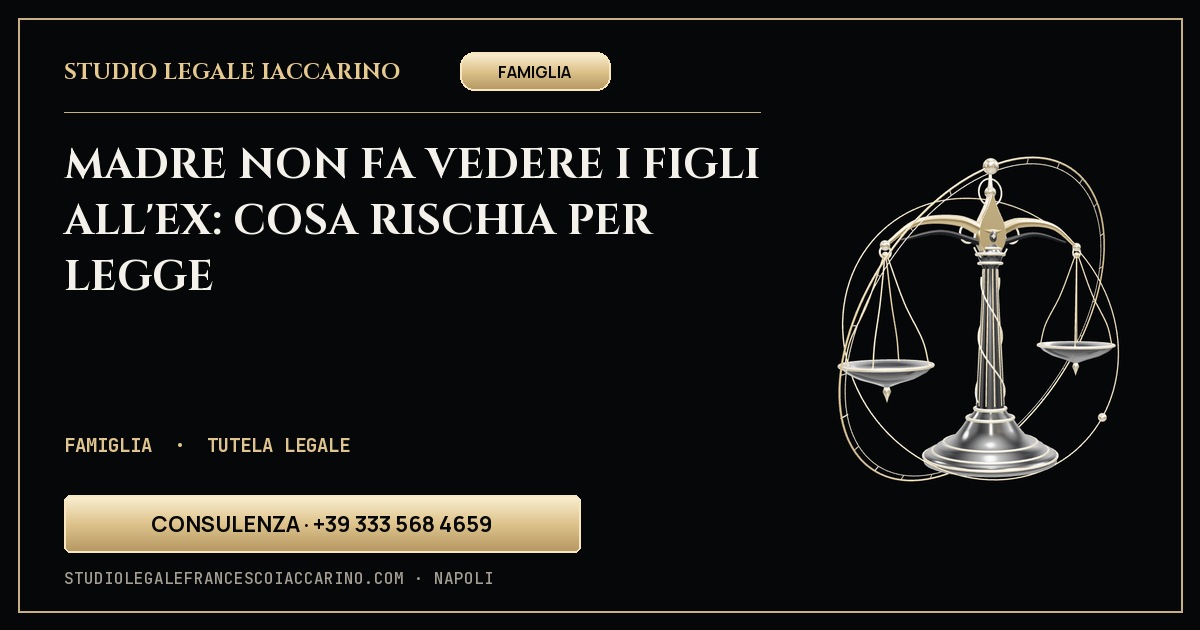 STUDIO LEGALE IACCARINO
FAMIGLIA
MADRE NON FA VEDERE I FIGLI
ALL'EX: COSA RISCHIA PER
LEGGE
FAMIGLIA · TUTELA LEGALE
CONSULENZA · +39 333 568 4659
STUDIOLEGALEFRANCESCOIACCARINO.COM · NAPOLI